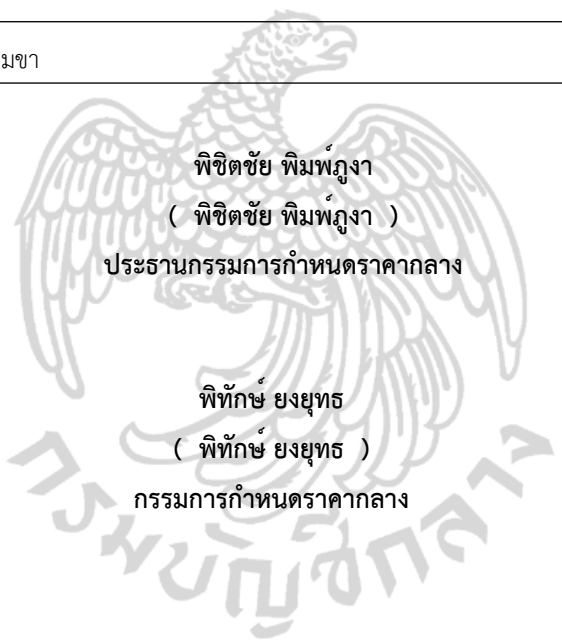 มขา
พิชิตชัย พิมพ์ภูงา
( พิชิตชัย พิมพ์ภูงา )
ประธานกรรมการกำหนดราคากลาง
พิทักษ์ ยงยุทธ
( พิทักษ์ ยงยุทธ )
กรรมการกำหนดราคากลาง
กรมบัญชีกลาง